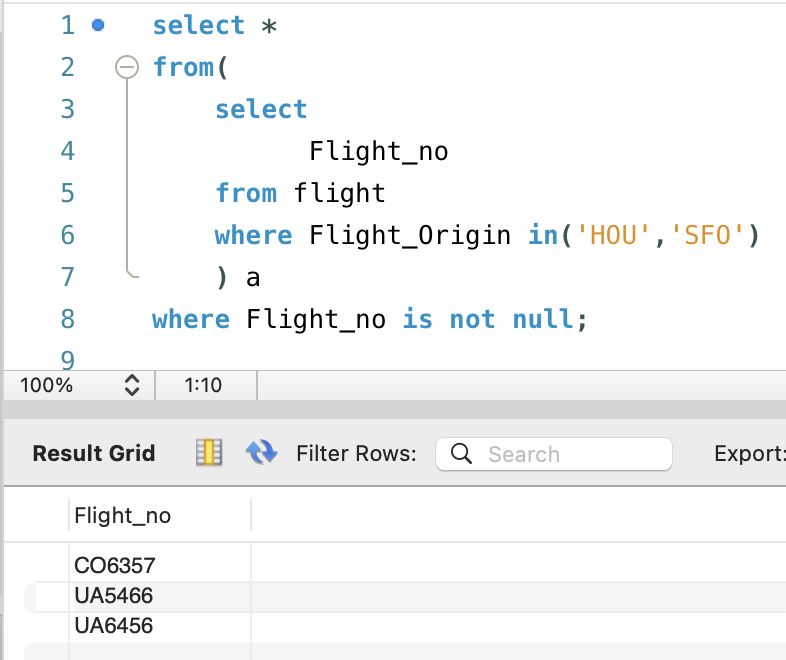 1 select *
2 from(
3 select
4 Flight_no
5 from flight
6 where Flight_Origin in('HOU','SFO')
7 ) a
8 where Flight_no is not null;
9
100% 1:10
Result Grid Filter Rows: Search Export:
Flight_no
CO6357
UA5466
UA6456